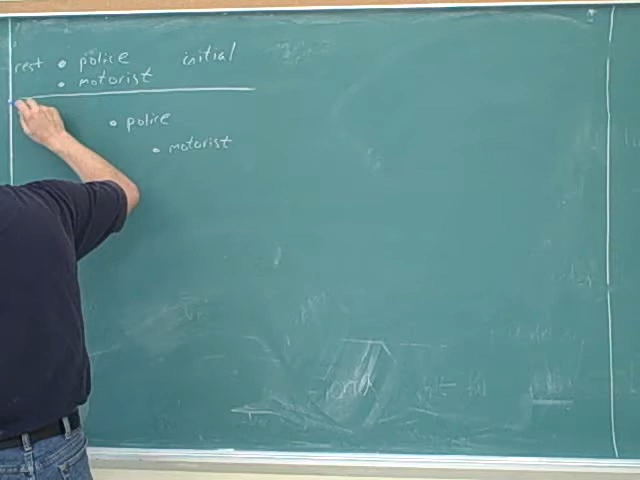 rest • police initial
• motorist
• police
• motorist